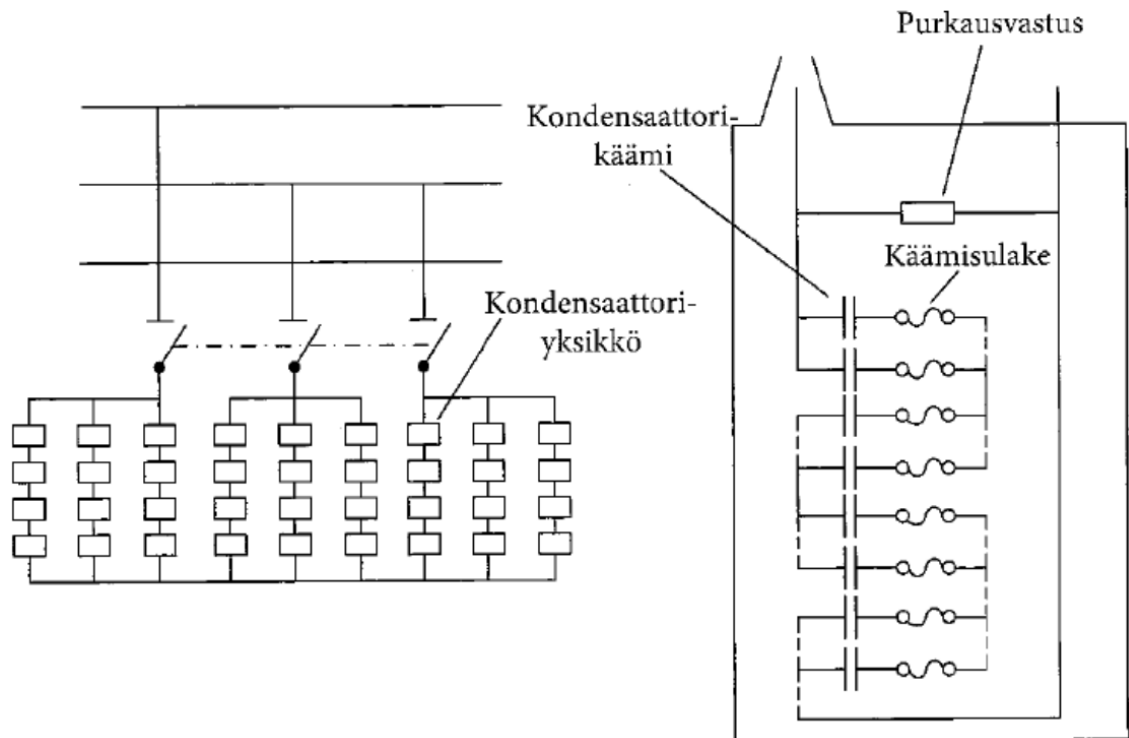 Purkausvastus
Kondensaattori-
käämi
Käämisulake
Kondensaattori-
yksikkö